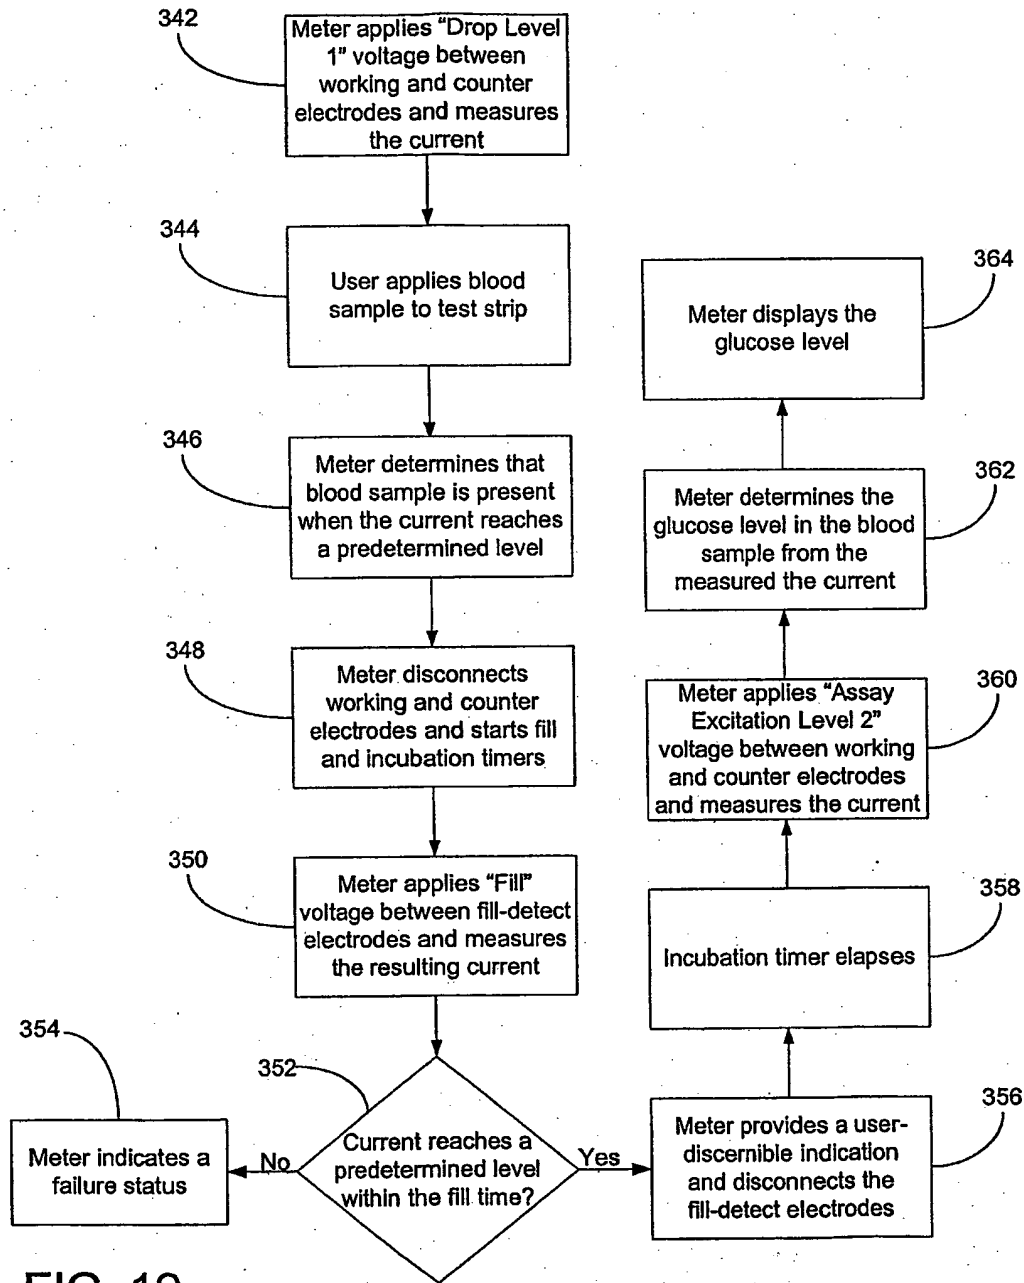 342
Meter applies “Drop Level
1” voltage between
working and counter
electrodes and measures
the current
344
User applies blood
sample to test strip
346
Meter determines that
blood sample is present
when the current reaches
a predetermined level
348
Meter disconnects
working and counter
electrodes and starts fill
and incubation timers
350
Meter applies “Fill”
voltage between fill-detect
electrodes and measures
the resulting current
352
Current reaches a
predetermined level
within the fill time?
No
Yes
354
Meter indicates a
failure status
356
Meter provides a user-
discernible indication
and disconnects the
fill-detect electrodes
358
Incubation timer elapses
360
Meter applies “Assay
Excitation Level 2”
voltage between working
and counter electrodes
and measures the current
362
Meter determines the
glucose level in the blood
sample from the
measured the current
364
Meter displays the
glucose level